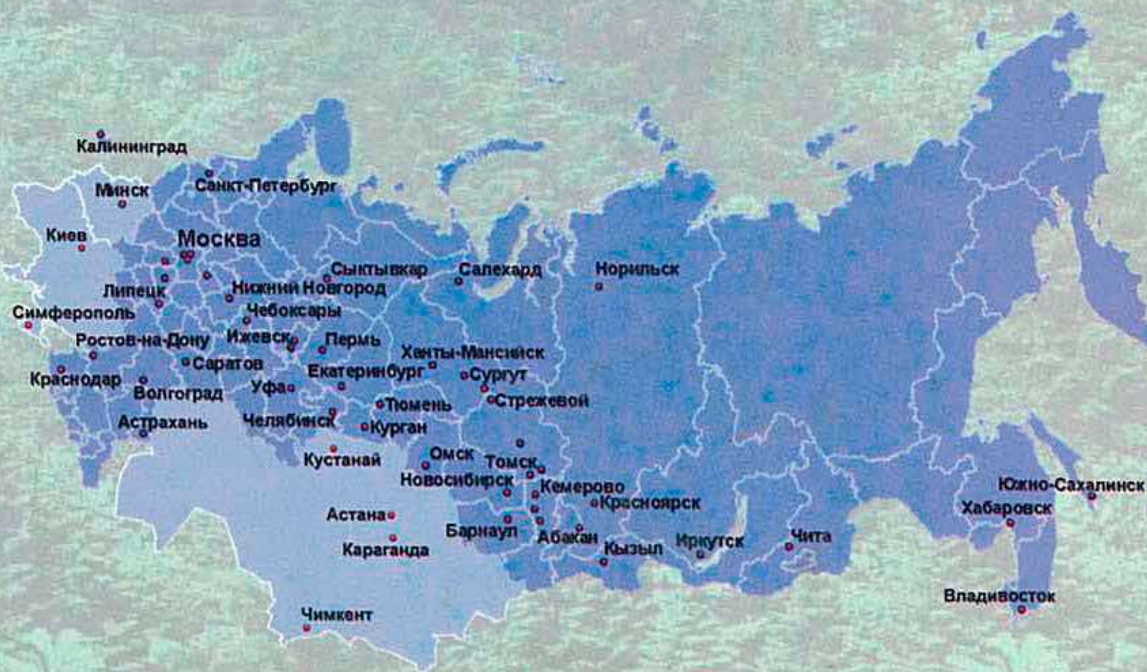 Калининград
Минск
Санкт-Петербург
Киев
Москва
Сыктывкар
Салехард
Норильск
Липецк
Нижний Новгород
Симферополь
Чебоксары
Ростов-на-Дону
Ижевск
Пермь
Ханты-Мансийск
Саратов
Екатеринбург
Сургут
Краснодар
Волгоград
Уфа
Стрежевой
Тюмень
Астрахань
Челябинск
Курган
Кустанай
Омск
Томск
Новосибирск
Кемерово
Южно-Сахалинск
Красноярск
Хабаровск
Астана
Барнаул
Абакан
Иркутск
Чита
Караганда
Кызыл
Владивосток
Чимкент